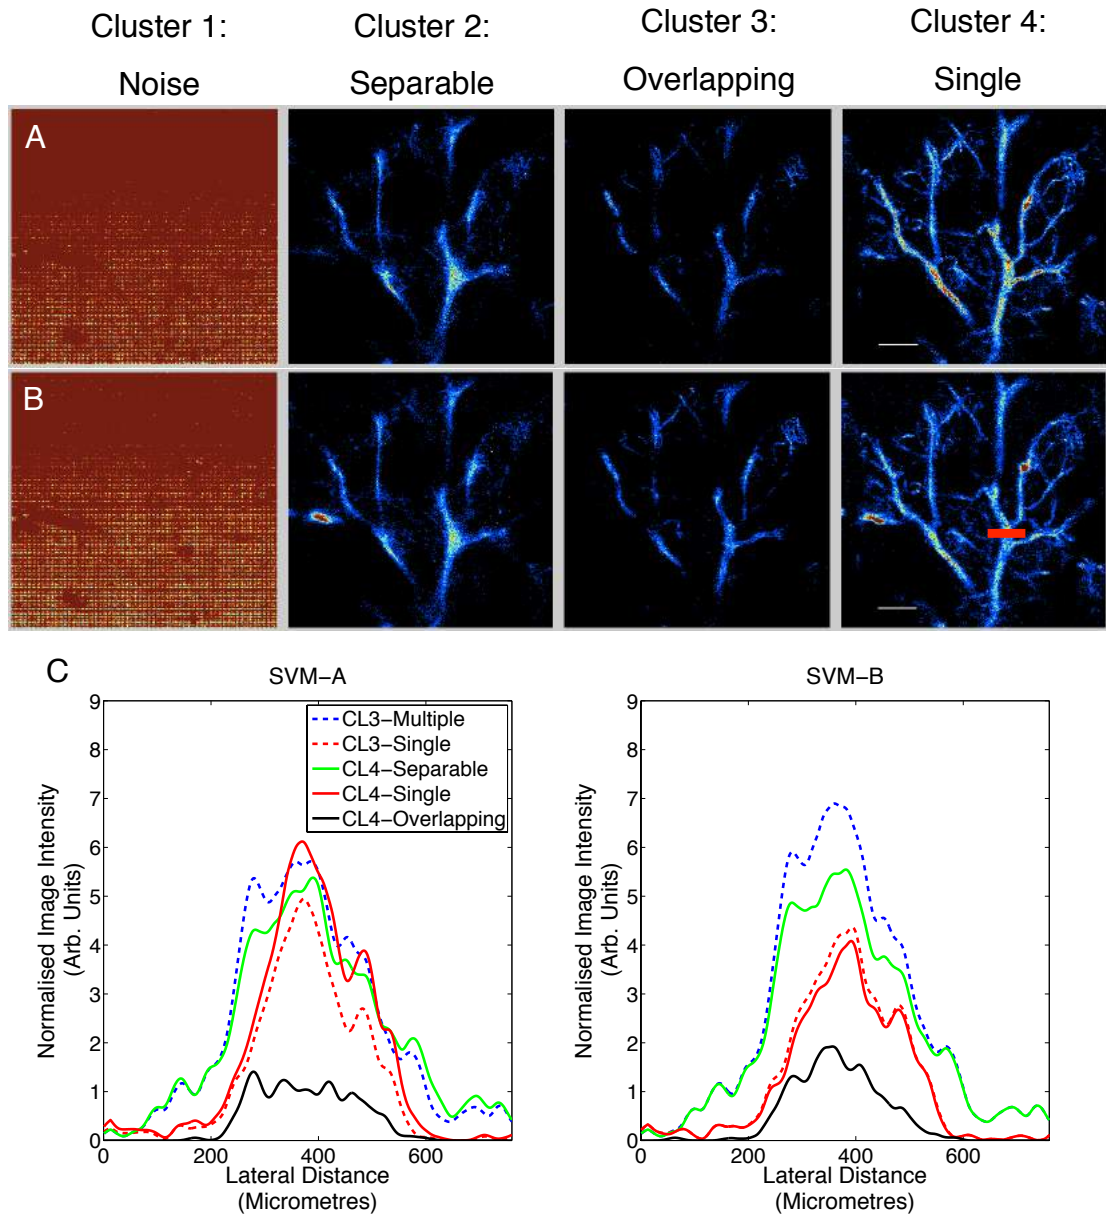 Cluster 1: Cluster 2: Cluster 3: Cluster 4:
Noise Separable Overlapping Single
A
B
C
SVM−A
9
8
7
6
5
4
3
2
1
0
Normalised Image Intensity
(Arb. Units)
CL3−Multiple
CL3−Single
CL4−Separable
CL4−Single
CL4−Overlapping
0 200 400 600
Lateral Distance
(Micrometres)
SVM−B
9
8
7
6
5
4
3
2
1
0
Normalised Image Intensity
(Arb. Units)
0 200 400 600
Lateral Distance
(Micrometres)